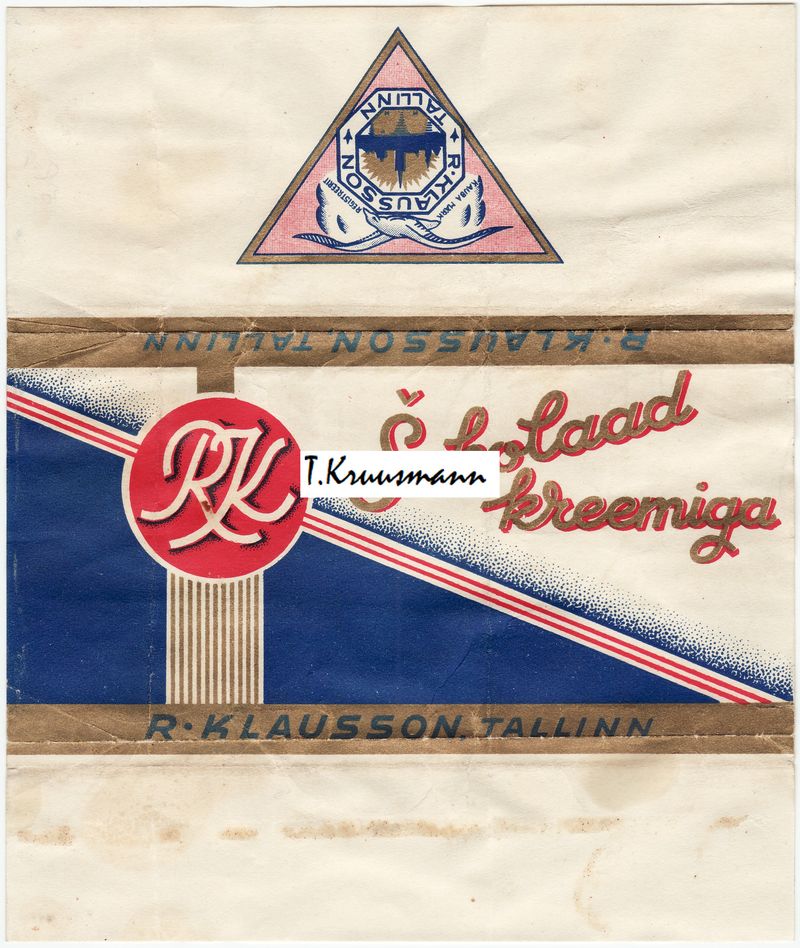 TALLINN
R·KLAUSSON
REGISTREERIT
KAUBA MÄRK
R·KLAUSSON, TALLINN
RK
Šokolaad
kreemiga
T.Kruusmann
R·KLAUSSON, TALLINN